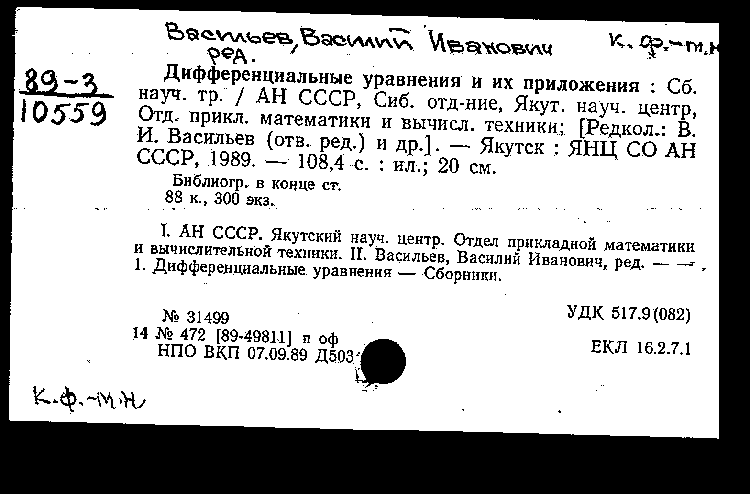 Васильев, Василий Иванович к. ф.-м.н
ред.
89-3
10559
Дифференциальные уравнения и их приложения : Сб.
науч. тр. / АН СССР, Сиб. отд-ние, Якут. науч. центр,
Отд. прикл. математики и вычисл. техники; [Редкол.: В.
И. Васильев (отв. ред.) и др.]. — Якутск : ЯНЦ СО АН
СССР, 1989. — 108,4 с. : ил.; 20 см.
Библиогр. в конце ст.
88 к., 300 экз.
I. АН СССР. Якутский науч. центр. Отдел прикладной математики
и вычислительной техники. II. Васильев, Василий Иванович, ред. — — .
1. Дифференциальные уравнения — Сборники.
№ 31499 УДК 517.9(082)
14 № 472 [89-49811] п оф
НПО ВКП 07.09.89 Д503 ЕКЛ 16.2.7.1
к.ф.-м.н